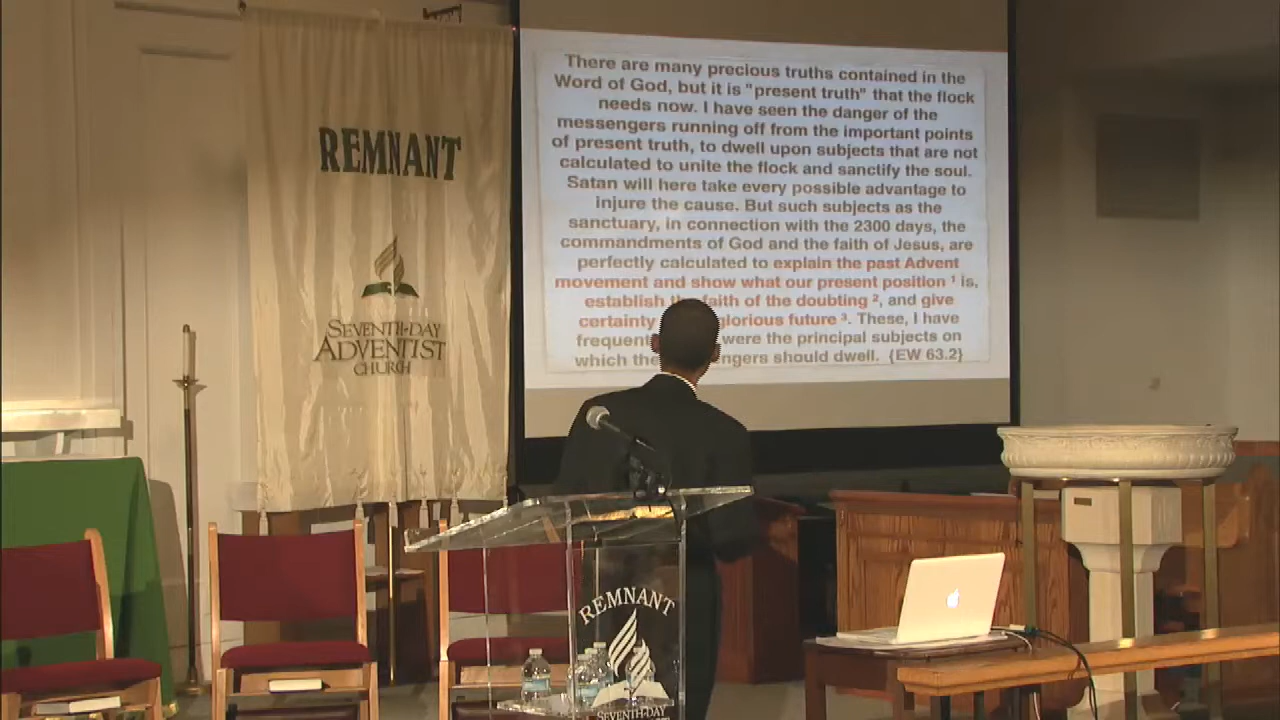 REMNANT
SEVENTH-DAY
ADVENTIST
CHURCH
There are many precious truths contained in the
Word of God, but it is "present truth" that the flock
needs now. I have seen the danger of the
messengers running off from the important points
of present truth, to dwell upon subjects that are not
calculated to unite the flock and sanctify the soul.
Satan will here take every possible advantage to
injure the cause. But such subjects as the
sanctuary, in connection with the 2300 days, the
commandments of God and the faith of Jesus, are
perfectly calculated to explain the past Advent
movement and show what our present position ¹ is,
establish the faith of the doubting ², and give
certainty glorious future ³. These, I have
were the principal subjects on
which should dwell. {EW 63.2}
REMNANT
SEVENTH-DAY